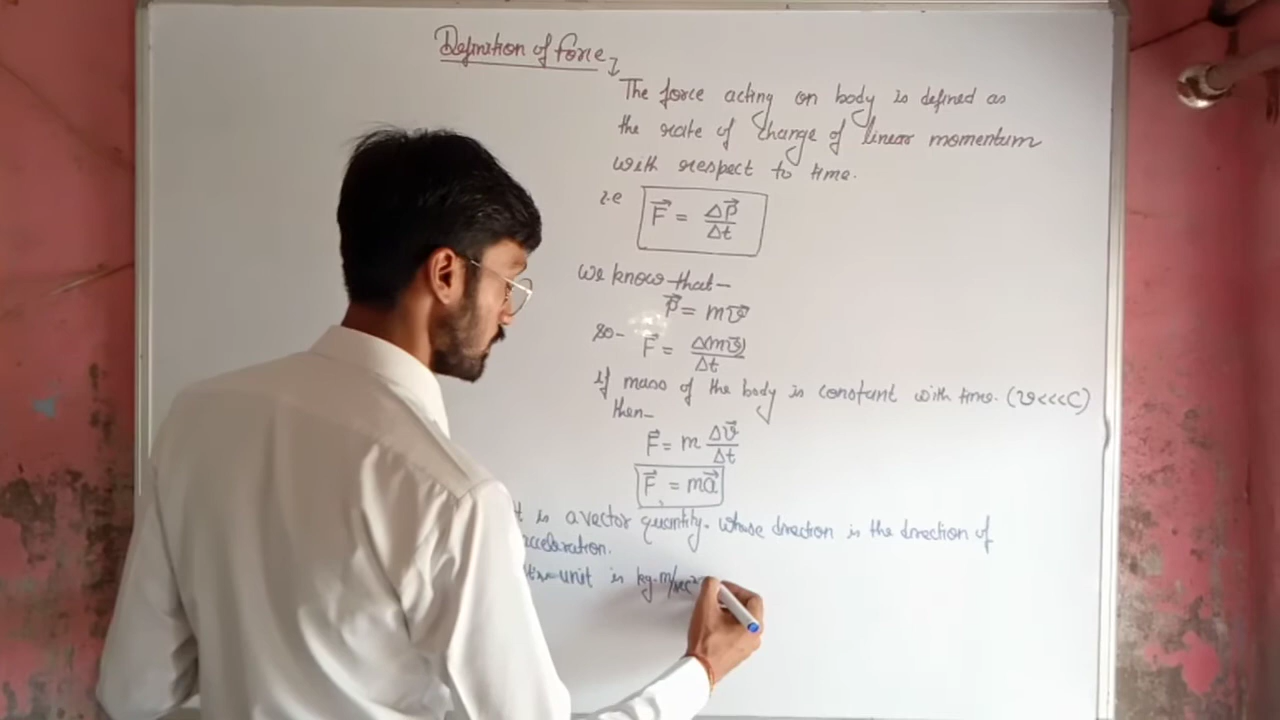 Definition of force
The force acting on body is defined as
the rate of change of linear momentum
with respect to time.
i.e F⃗ = ΔP⃗/Δt
we know that-
P⃗ = mv⃗
so- F⃗ = Δ(mv⃗)/Δt
if mass of the body is constant with time. (v<<<C)
then-
F⃗ = m Δv⃗/Δt
F⃗ = ma⃗
is a vector quantity. whose direction is the direction of
unit is kg-m/sec²